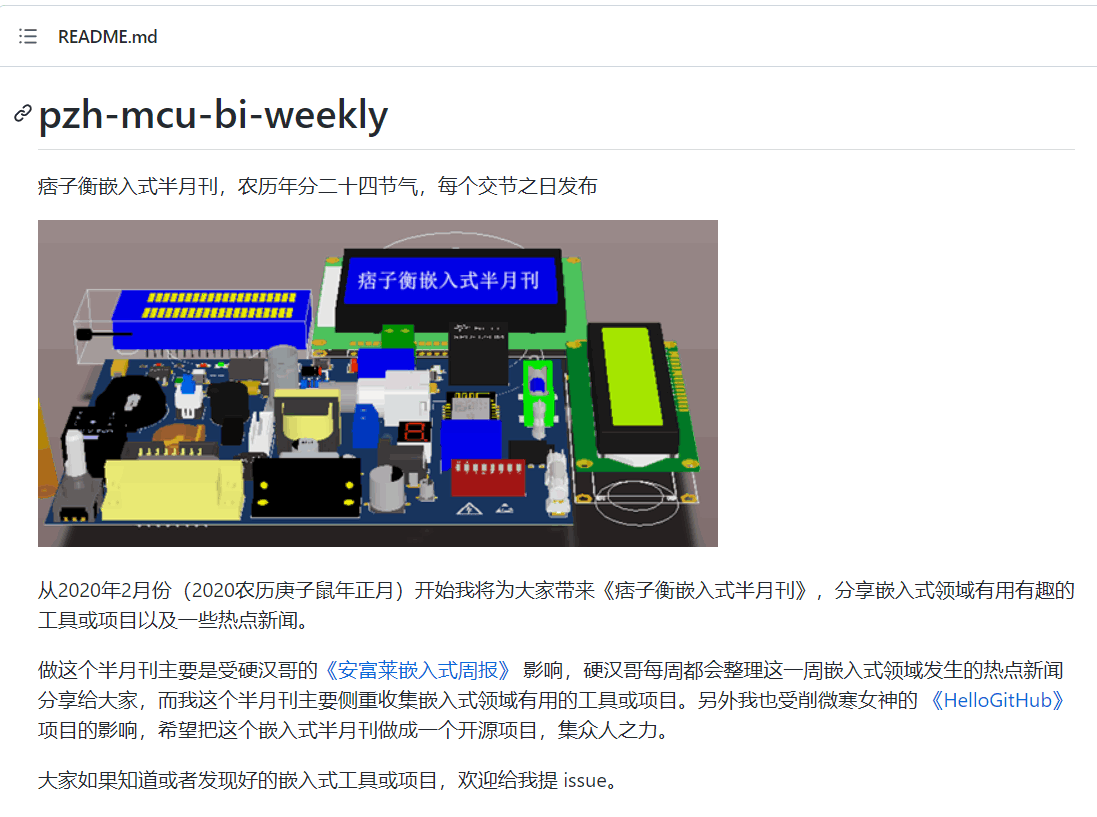 README.md
pzh-mcu-bi-weekly
痞子衡嵌入式半月刊，农历年分二十四节气，每个交节之日发布
痞子衡嵌入式半月刊
从2020年2月份（2020农历庚子鼠年正月）开始我将为大家带来《痞子衡嵌入式半月刊》，分享嵌入式领域有用有趣的
工具或项目以及一些热点新闻。
做这个半月刊主要是受硬汉哥的《安富莱嵌入式周报》 影响，硬汉哥每周都会整理这一周嵌入式领域发生的热点新闻
分享给大家，而我这个半月刊主要侧重收集嵌入式领域有用的工具或项目。另外我也受削微寒女神的 《HelloGitHub》
项目的影响，希望把这个嵌入式半月刊做成一个开源项目，集众人之力。
大家如果知道或者发现好的嵌入式工具或项目，欢迎给我提 issue。